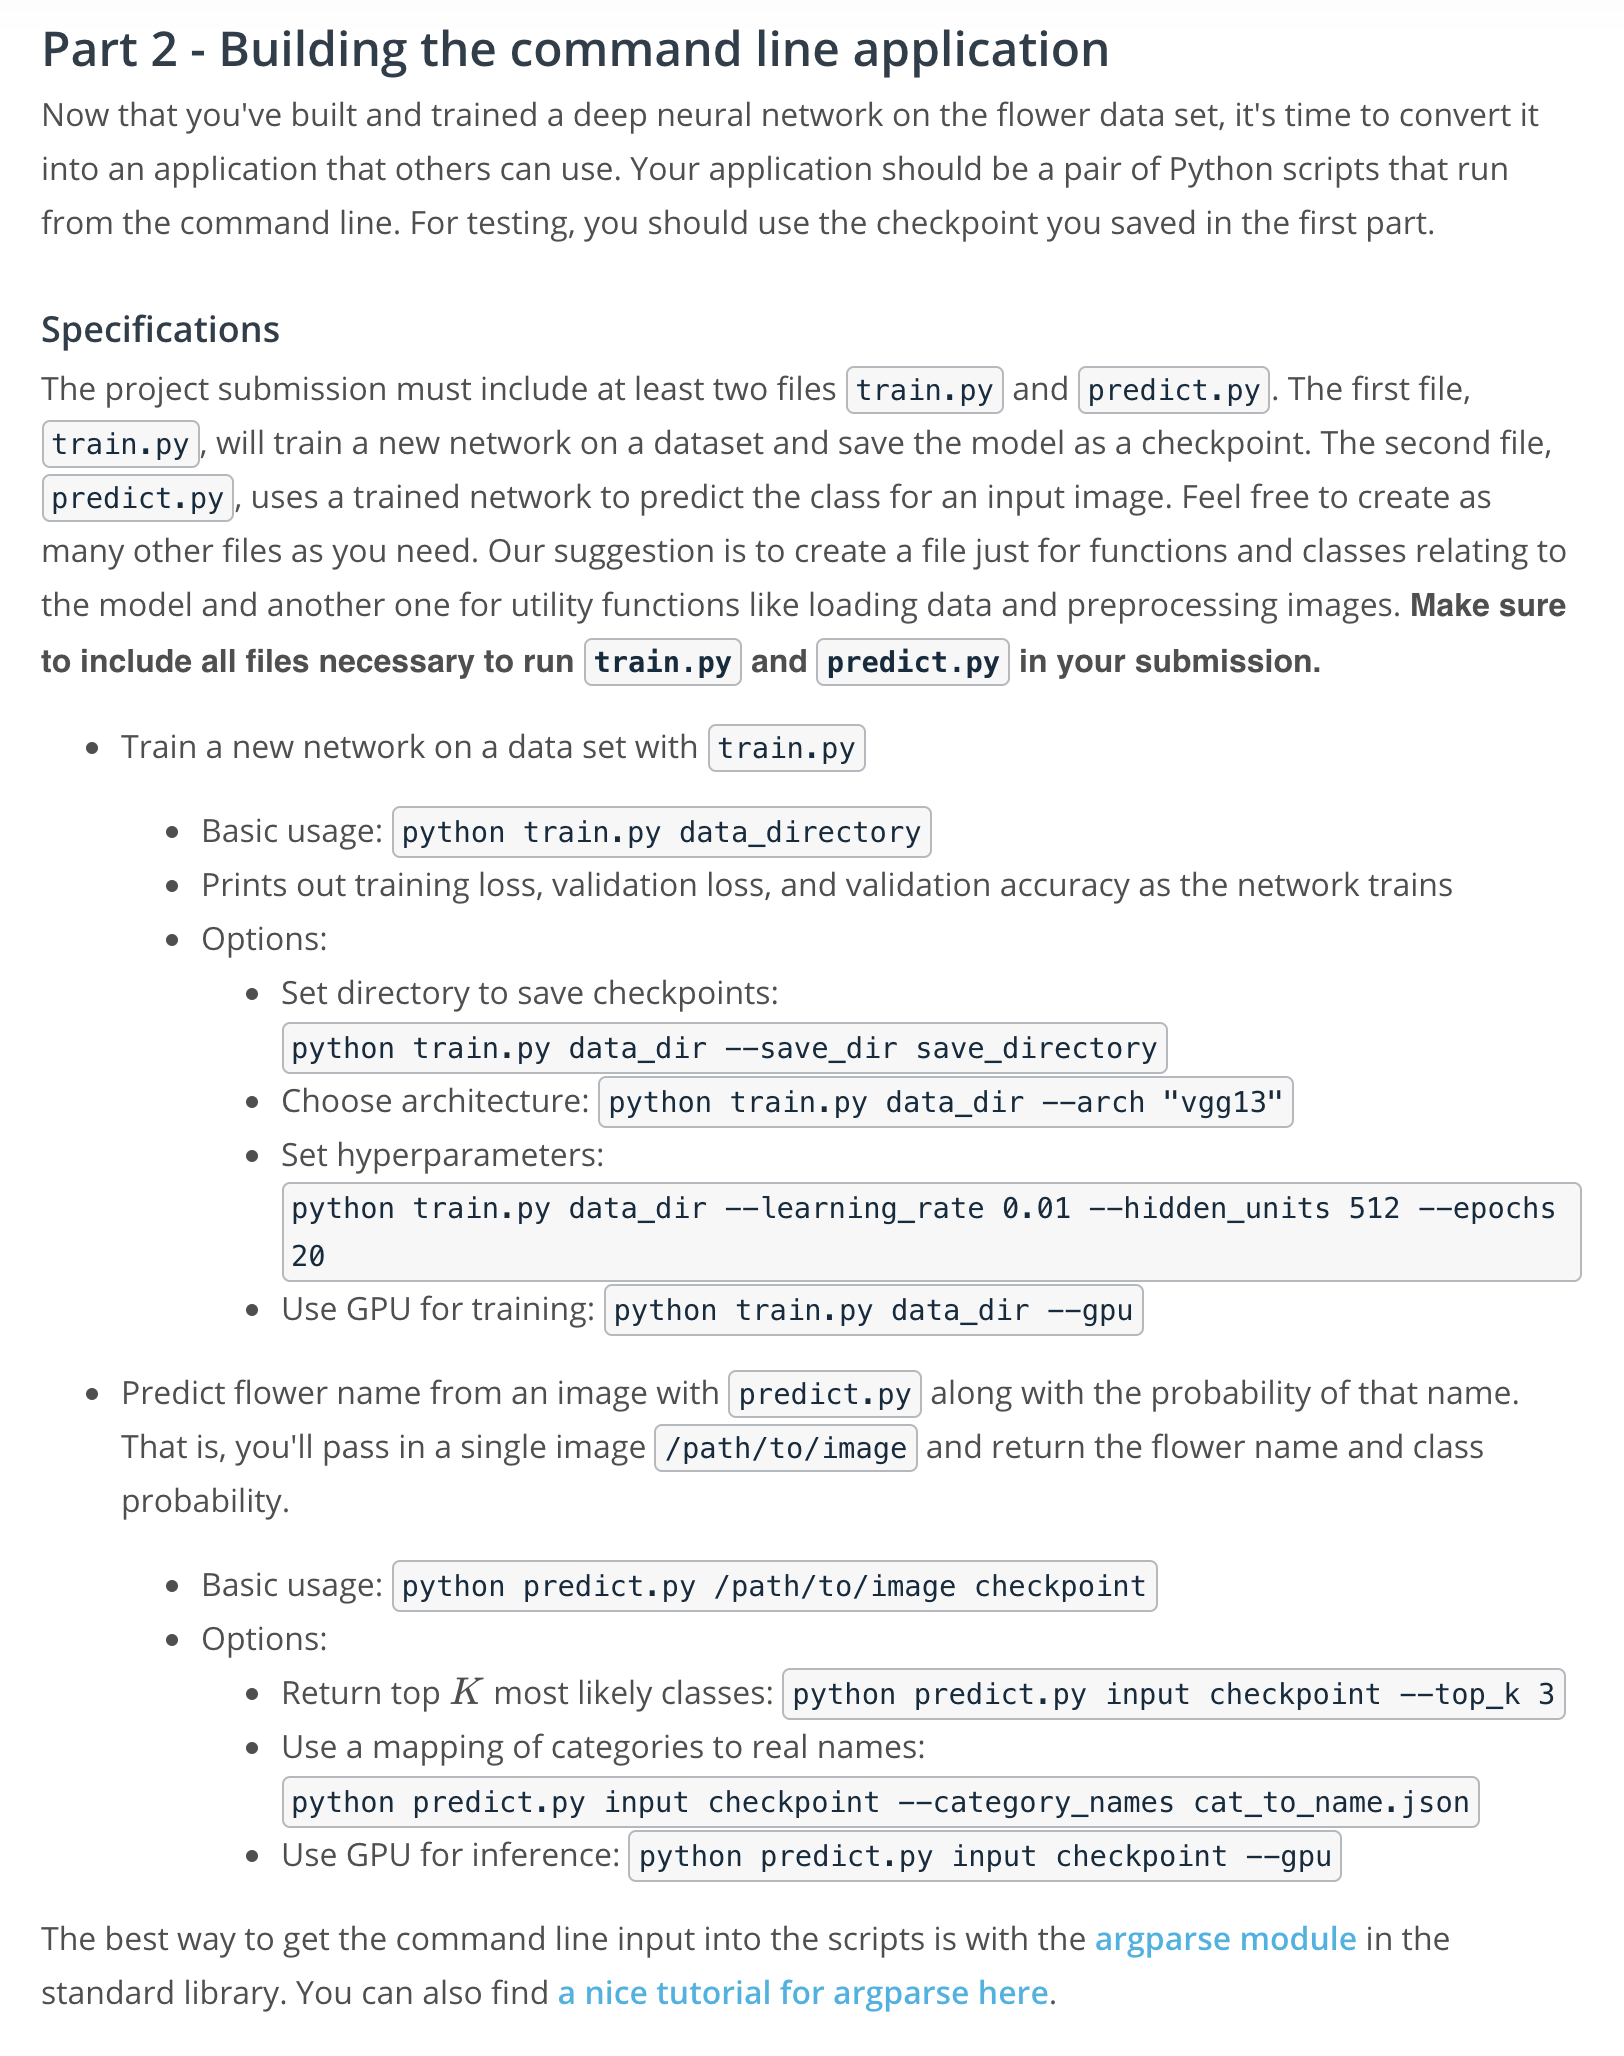 Part 2 - Building the command line application
Now that you've built and trained a deep neural network on the flower data set, it's time to convert it
into an application that others can use. Your application should be a pair of Python scripts that run
from the command line. For testing, you should use the checkpoint you saved in the first part.
Specifications
The project submission must include at least two files train.py and predict.py. The first file,
train.py, will train a new network on a dataset and save the model as a checkpoint. The second file,
predict.py, uses a trained network to predict the class for an input image. Feel free to create as
many other files as you need. Our suggestion is to create a file just for functions and classes relating to
the model and another one for utility functions like loading data and preprocessing images. Make sure
to include all files necessary to run train.py and predict.py in your submission.
• Train a new network on a data set with train.py
• Basic usage: python train.py data_directory
• Prints out training loss, validation loss, and validation accuracy as the network trains
• Options:
• Set directory to save checkpoints:
python train.py data_dir --save_dir save_directory
• Choose architecture: python train.py data_dir --arch "vgg13"
• Set hyperparameters:
python train.py data_dir --learning_rate 0.01 --hidden_units 512 --epochs
20
• Use GPU for training: python train.py data_dir --gpu
• Predict flower name from an image with predict.py along with the probability of that name.
That is, you'll pass in a single image /path/to/image and return the flower name and class
probability.
• Basic usage: python predict.py /path/to/image checkpoint
• Options:
• Return top K most likely classes: python predict.py input checkpoint --top_k 3
• Use a mapping of categories to real names:
python predict.py input checkpoint --category_names cat_to_name.json
• Use GPU for inference: python predict.py input checkpoint --gpu
The best way to get the command line input into the scripts is with the argparse module in the
standard library. You can also find a nice tutorial for argparse here.